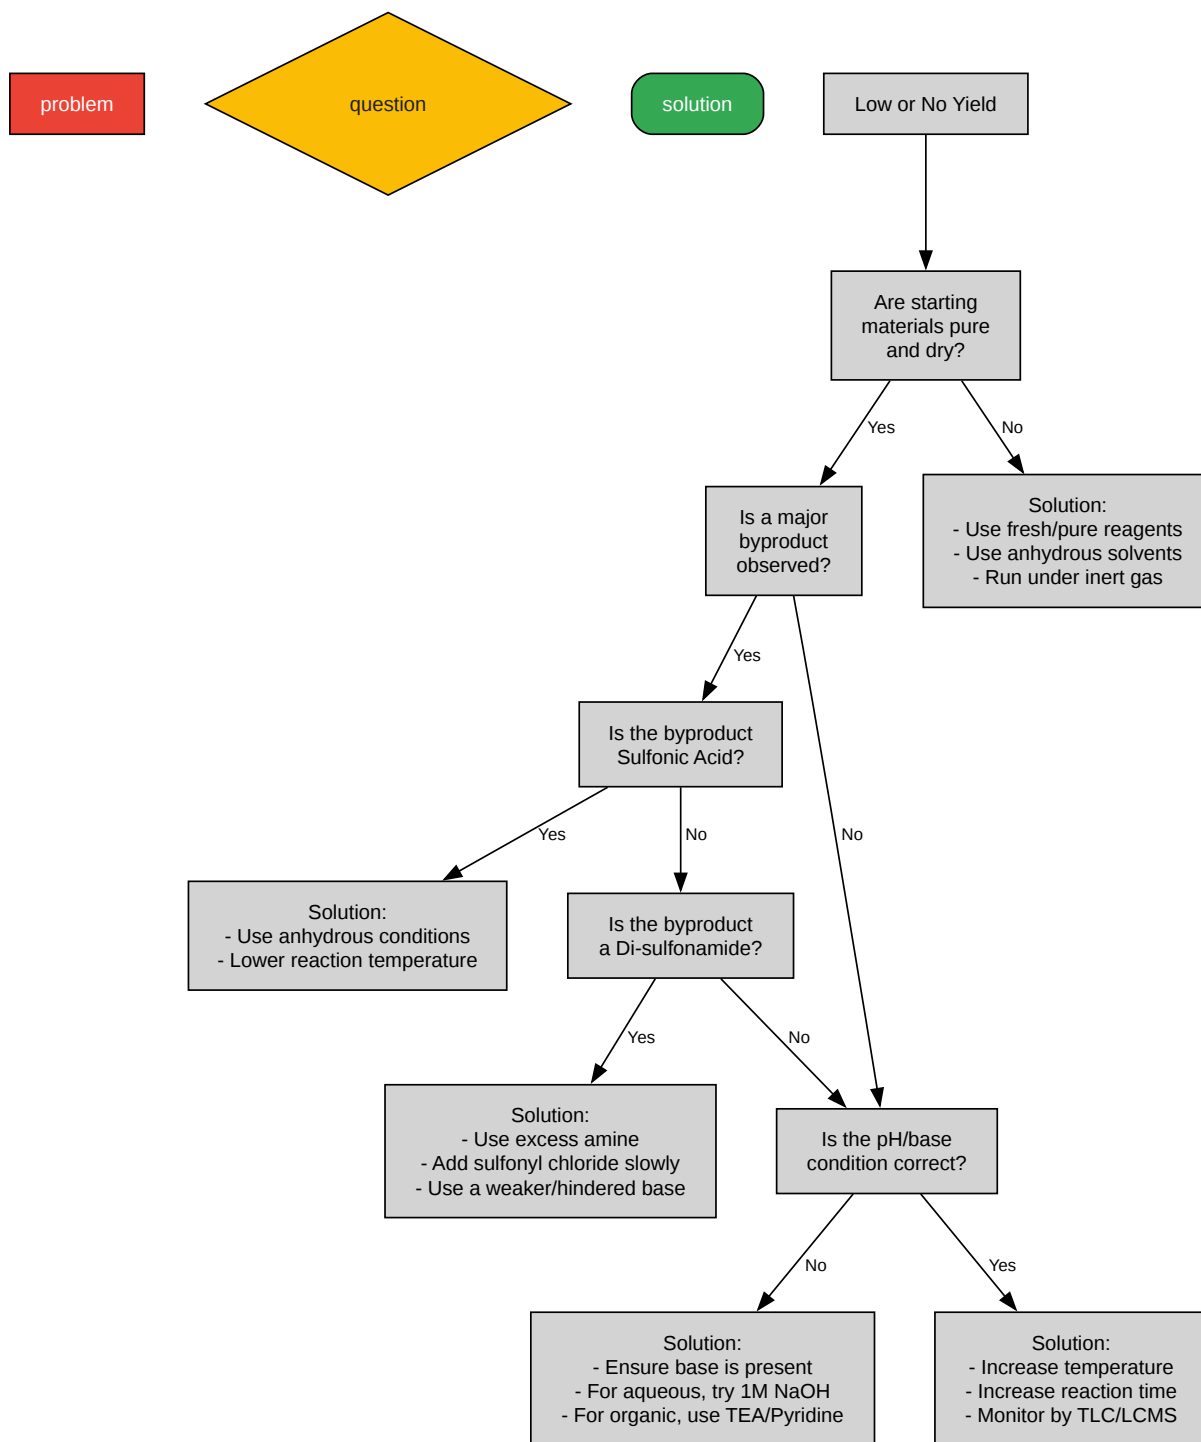 problem
question
solution
Low or No Yield
Are starting
materials pure
and dry?
Yes
No
Is a major
byproduct
observed?
Solution:
- Use fresh/pure reagents
- Use anhydrous solvents
- Run under inert gas
Yes
No
Is the byproduct
Sulfonic Acid?
Yes
No
Solution:
- Use anhydrous conditions
- Lower reaction temperature
Is the byproduct
a Di-sulfonamide?
Yes
No
Solution:
- Use excess amine
- Add sulfonyl chloride slowly
- Use a weaker/hindered base
Is the pH/base
condition correct?
No
Yes
Solution:
- Ensure base is present
- For aqueous, try 1M NaOH
- For organic, use TEA/Pyridine
Solution:
- Increase temperature
- Increase reaction time
- Monitor by TLC/LCMS